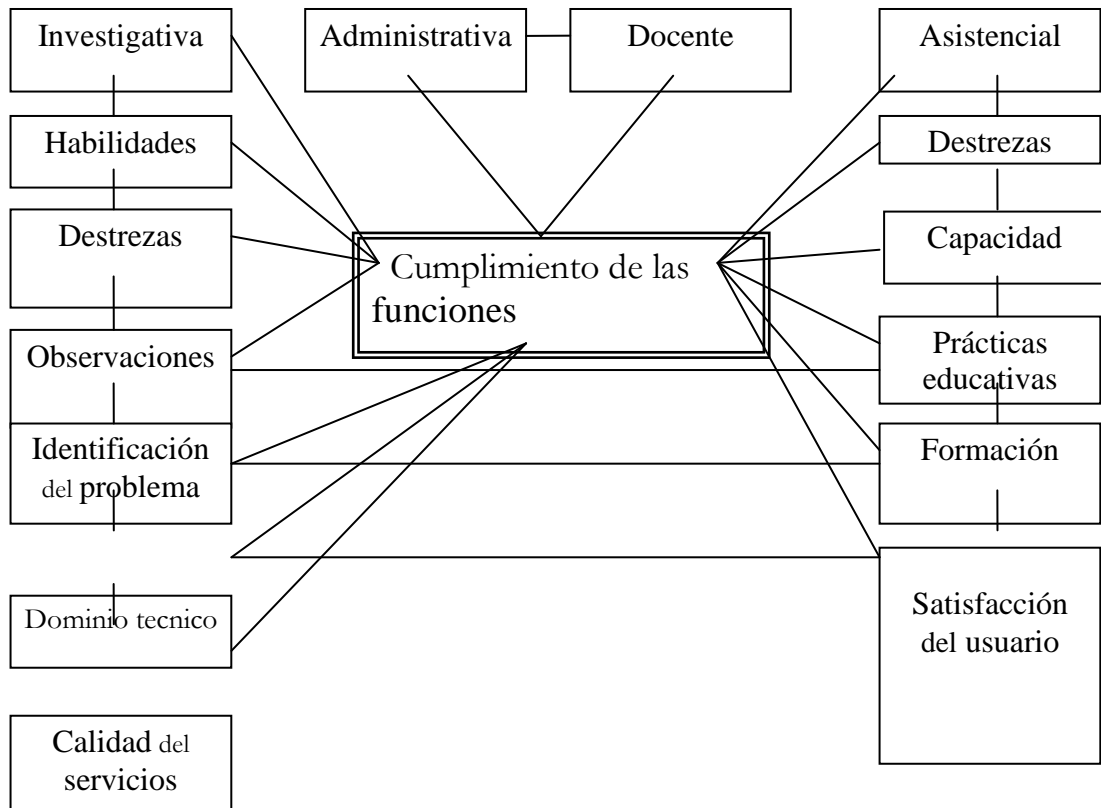 Investigativa
Administrativa
Docente
Asistencial
Habilidades
Destrezas
Destrezas
Capacidad
Cumplimiento de las
funciones
Observaciones
Prácticas
educativas
Identificación
del problema
Formación
Dominio tecnico
Satisfacción
del usuario
Calidad del
servicios